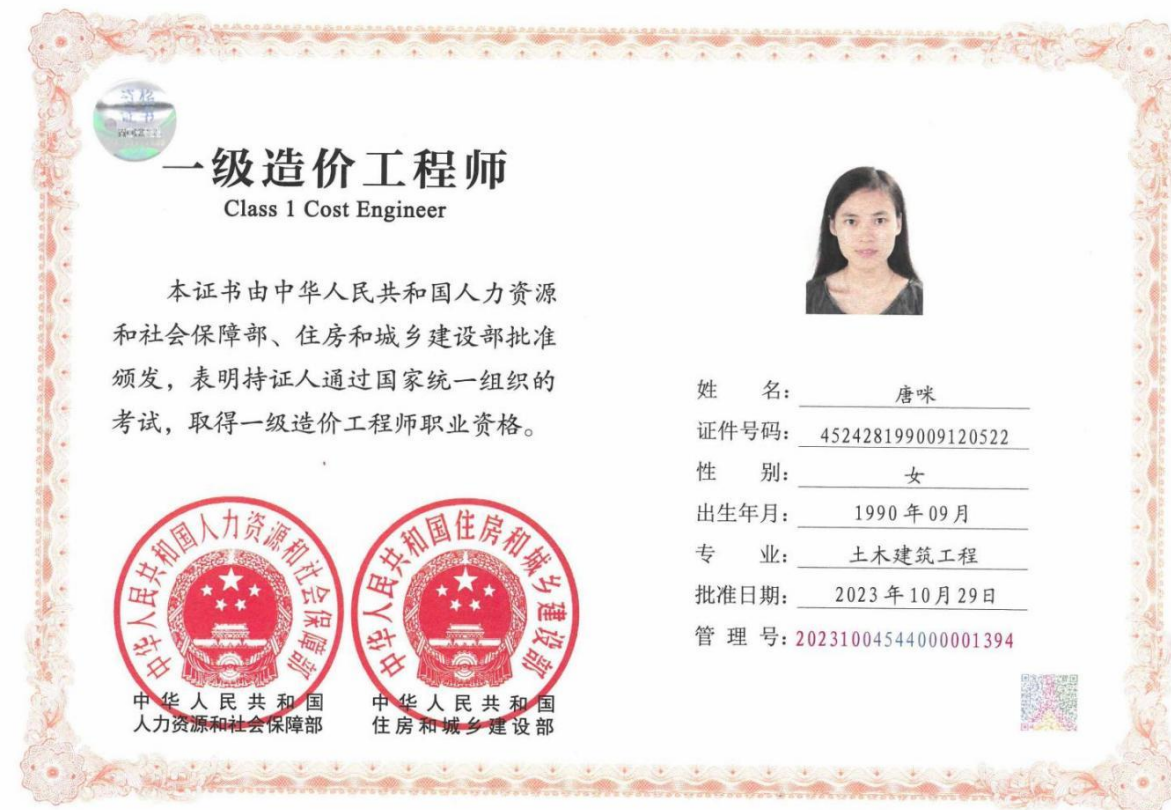 一级造价工程师
Class 1 Cost Engineer
本证书由中华人民共和国人力资源
和社会保障部、住房和城乡建设部批准
颁发，表明持证人通过国家统一组织的
考试，取得一级造价工程师职业资格。
中华人民共和国人力资源和社会保障部
中华人民共和国住房和城乡建设部
中华人民共和国
人力资源和社会保障部
中华人民共和国
住房和城乡建设部
姓 名： 唐咪
证件号码： 452428199009120522
性 别： 女
出生年月： 1990年09月
专 业： 土木建筑工程
批准日期： 2023年10月29日
管 理 号：20231004544000001394